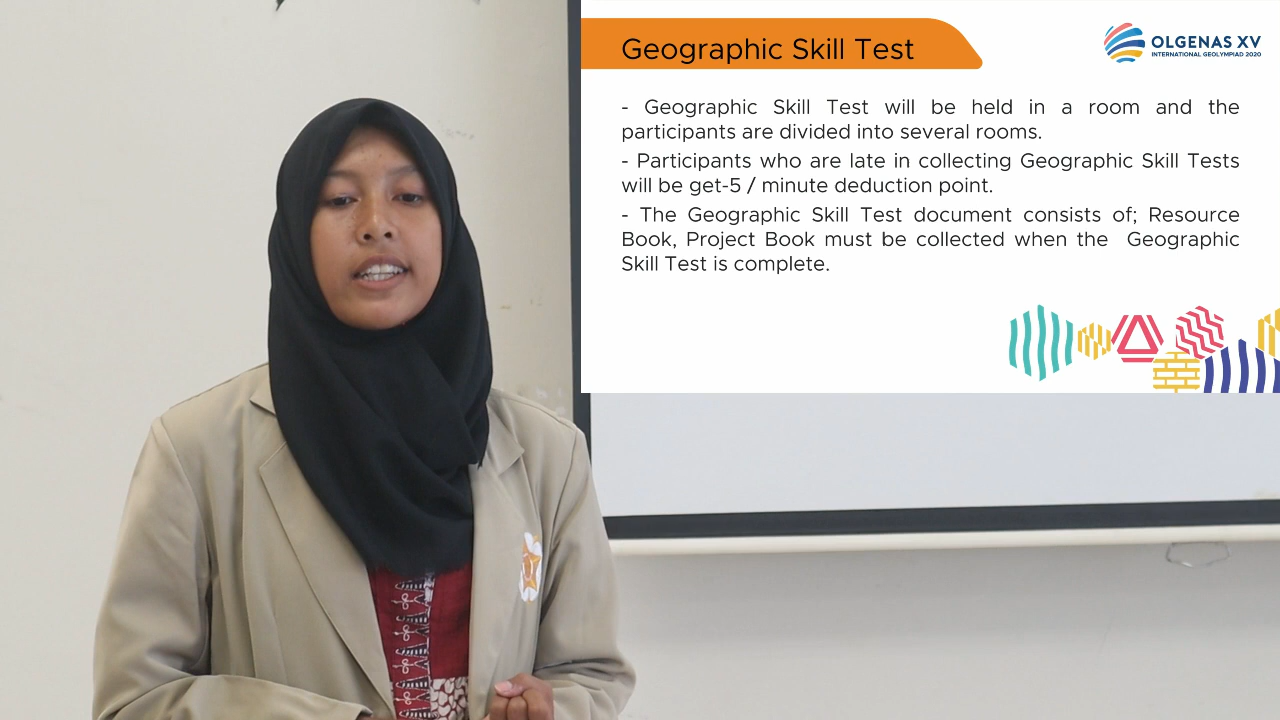 Geographic Skill Test
OLGENAS XV
INTERNATIONAL GEOLYMPIAD 2020
- Geographic Skill Test will be held in a room and the
participants are divided into several rooms.
- Participants who are late in collecting Geographic Skill Tests
will be get-5 / minute deduction point.
- The Geographic Skill Test document consists of; Resource
Book, Project Book must be collected when the  Geographic
Skill Test is complete.